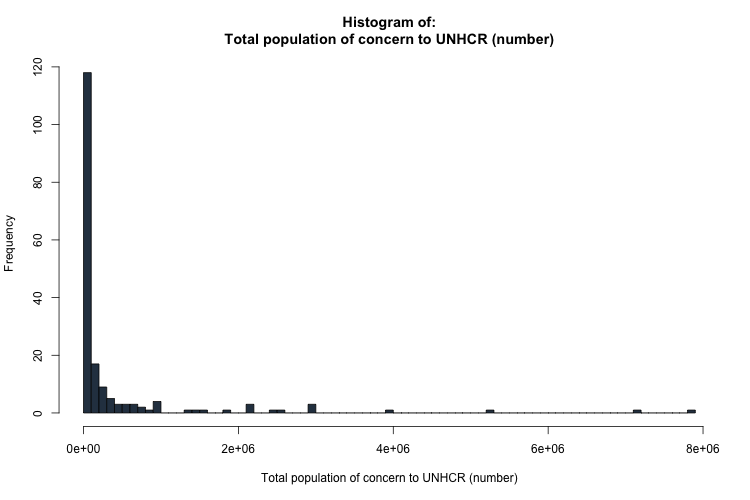 Histogram of:
Total population of concern to UNHCR (number)
120
100
80
60
40
20
0
Frequency
0e+00 2e+06 4e+06 6e+06 8e+06
Total population of concern to UNHCR (number)